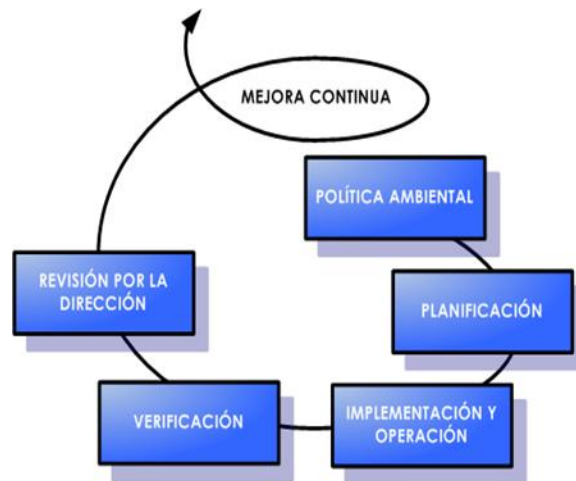 MEJORA CONTINUA
POLÍTICA AMBIENTAL
PLANIFICACIÓN
IMPLEMENTACIÓN Y
OPERACIÓN
VERIFICACIÓN
REVISIÓN POR LA
DIRECCIÓN